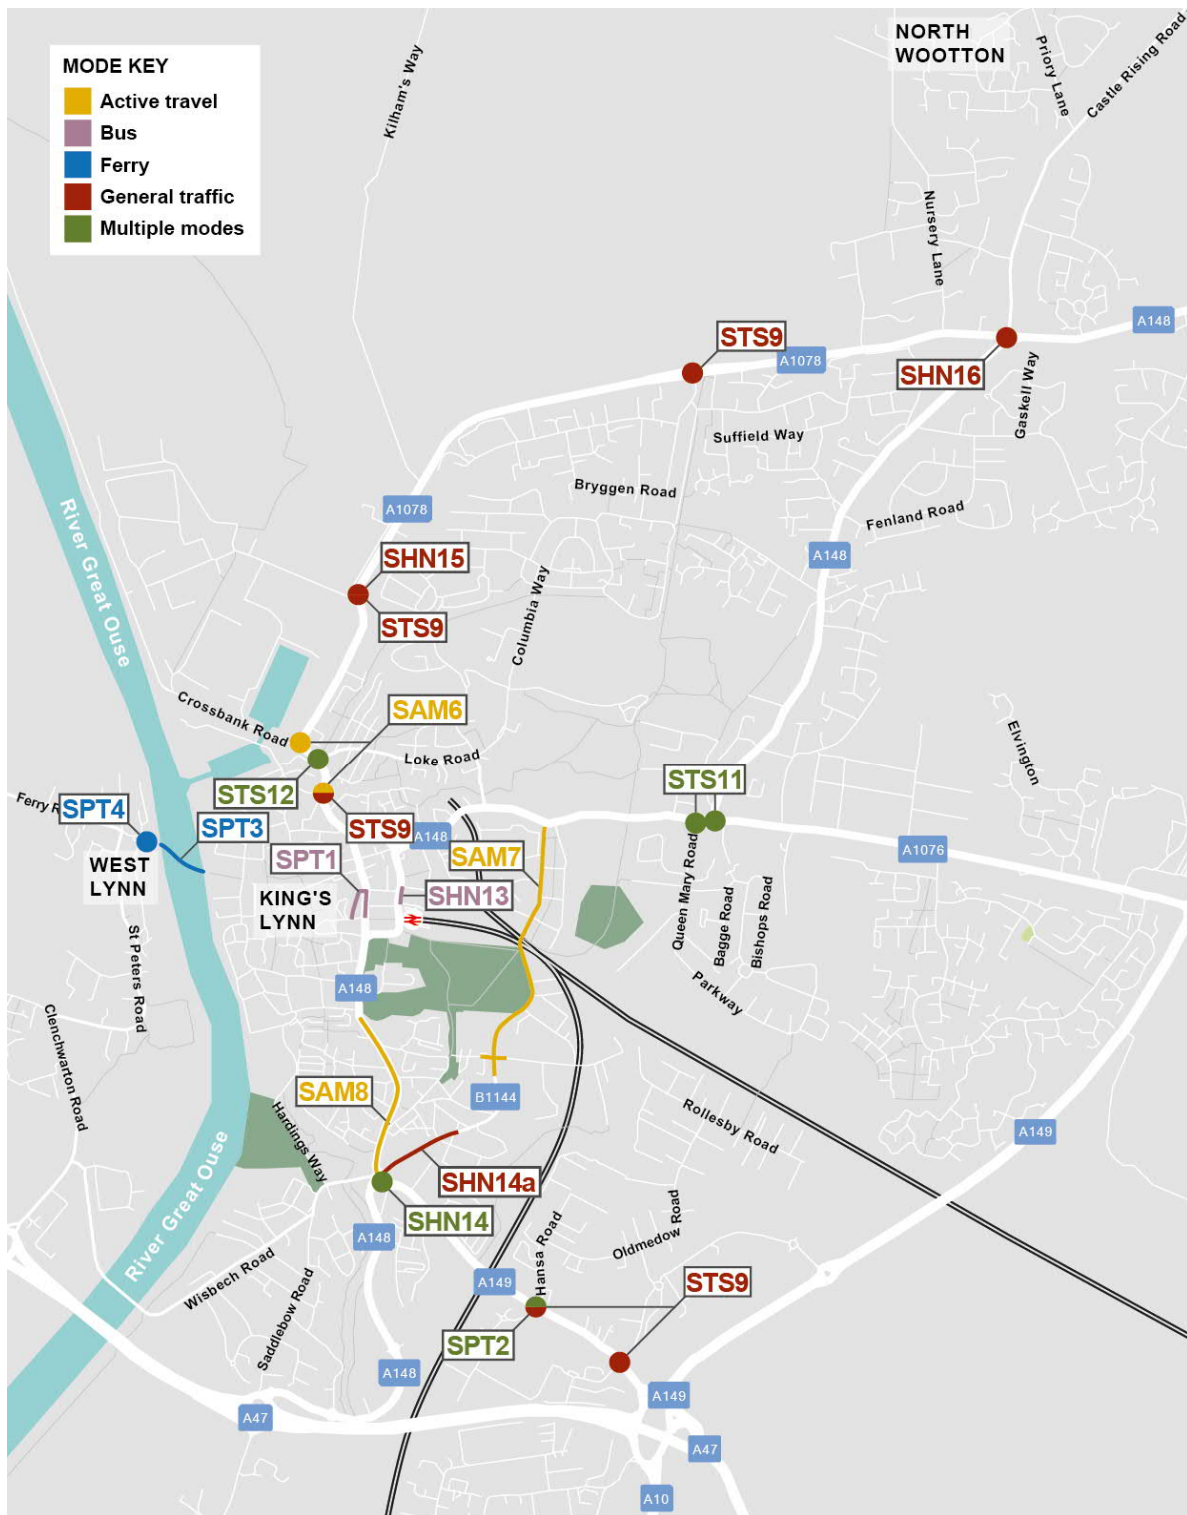 MODE KEY
Active travel
Bus
Ferry
General traffic
Multiple modes
NORTH
WOOTTON
Priory Lane
Castle Rising Road
Kilham's Way
Nursery Lane
A148
STS9
A1078
SHN16
Gaskell Way
Suffield Way
Bryggen Road
A1078
Fenland Road
A148
River Great Ouse
SHN15
STS9
Columbia Way
Crossbank Road
SAM6
Loke Road
Elvington
STS12
STS11
Ferry R
SPT4
SPT3
STS9
A148
A1076
WEST
LYNN
SPT1
SAM7
KING'S
LYNN
SHN13
Queen Mary Road
Bagge Road
Bishops Road
St Peters Road
A148
Parkway
Clenchwarton Road
SAM8
B1144
Hardings Way
Rollesby Road
A149
River Great Ouse
SHN14a
SHN14
A148
Wisbech Road
Saddlebow Road
A149
Hansa Road
Oldmedow Road
STS9
SPT2
A148
A149
A47
A47
A10